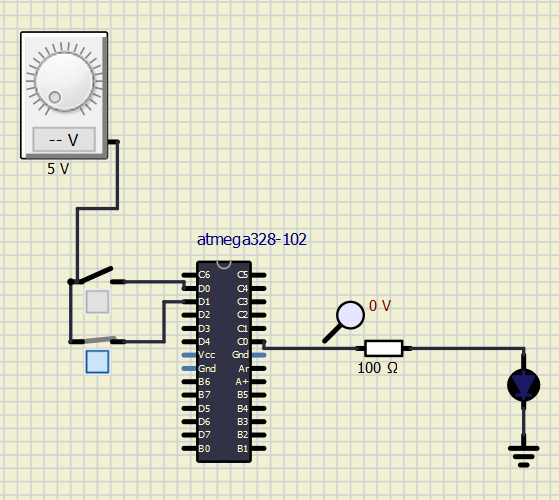 -- V
5 V
atmega328-102
C6 C5
D0 C4
D1 C3
D2 C2
D3 C1
D4 C0
Vcc Gnd
Gnd Ar
B6 A+
B7 B5
D5 B4
D6 B3
D7 B2
B0 B1
0 V
100 Ω